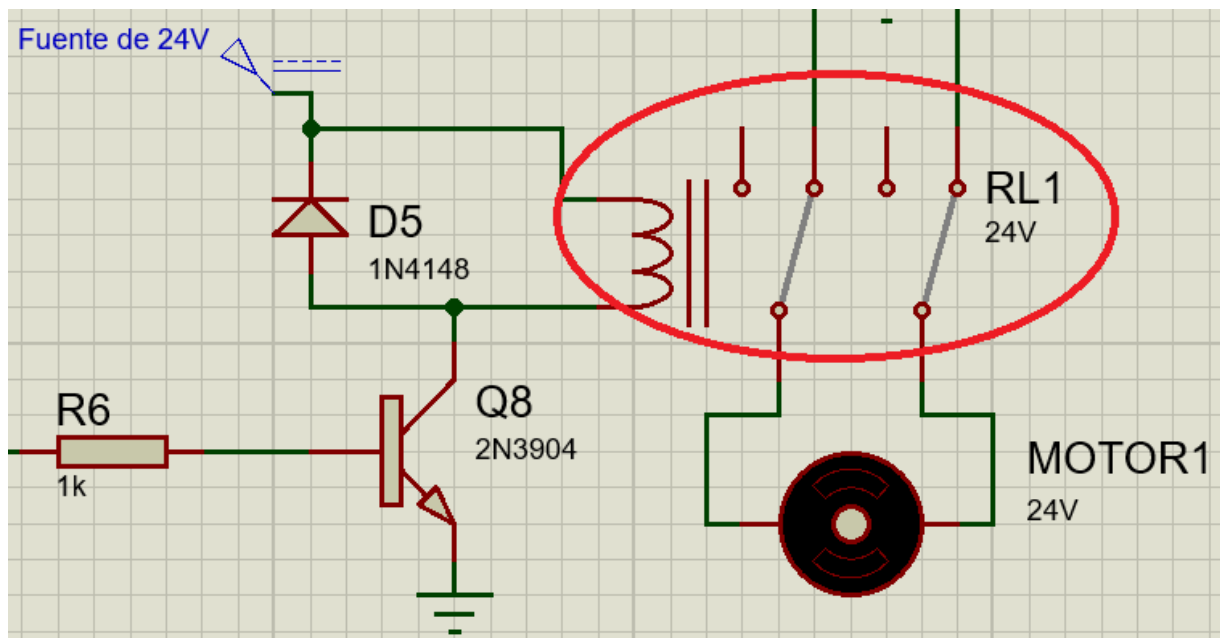 Fuente de 24V
D5
1N4148
RL1
24V
R6
1k
Q8
2N3904
MOTOR1
24V